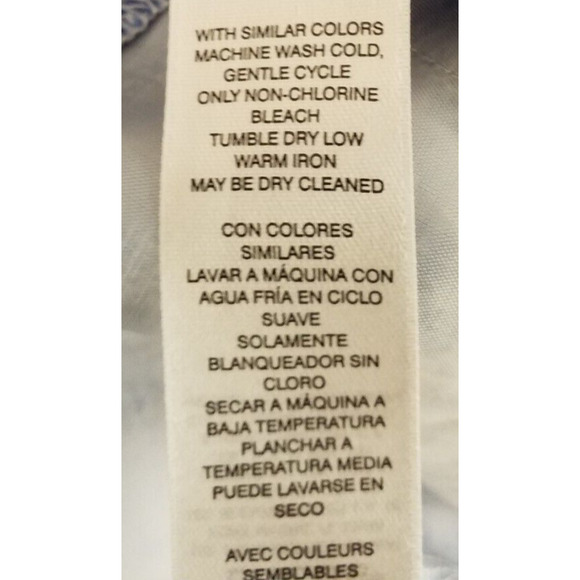 WITH SIMILAR COLORS
MACHINE WASH COLD,
GENTLE CYCLE
ONLY NON-CHLORINE
BLEACH
TUMBLE DRY LOW
WARM IRON
MAY BE DRY CLEANED
CON COLORES
SIMILARES
LAVAR A MÁQUINA CON
AGUA FRÍA EN CICLO
SUAVE
SOLAMENTE
BLANQUEADOR SIN
CLORO
SECAR A MÁQUINA A
BAJA TEMPERATURA
PLANCHAR A
TEMPERATURA MEDIA
PUEDE LAVARSE EN
SECO
AVEC COULEURS
SEMBLABLES